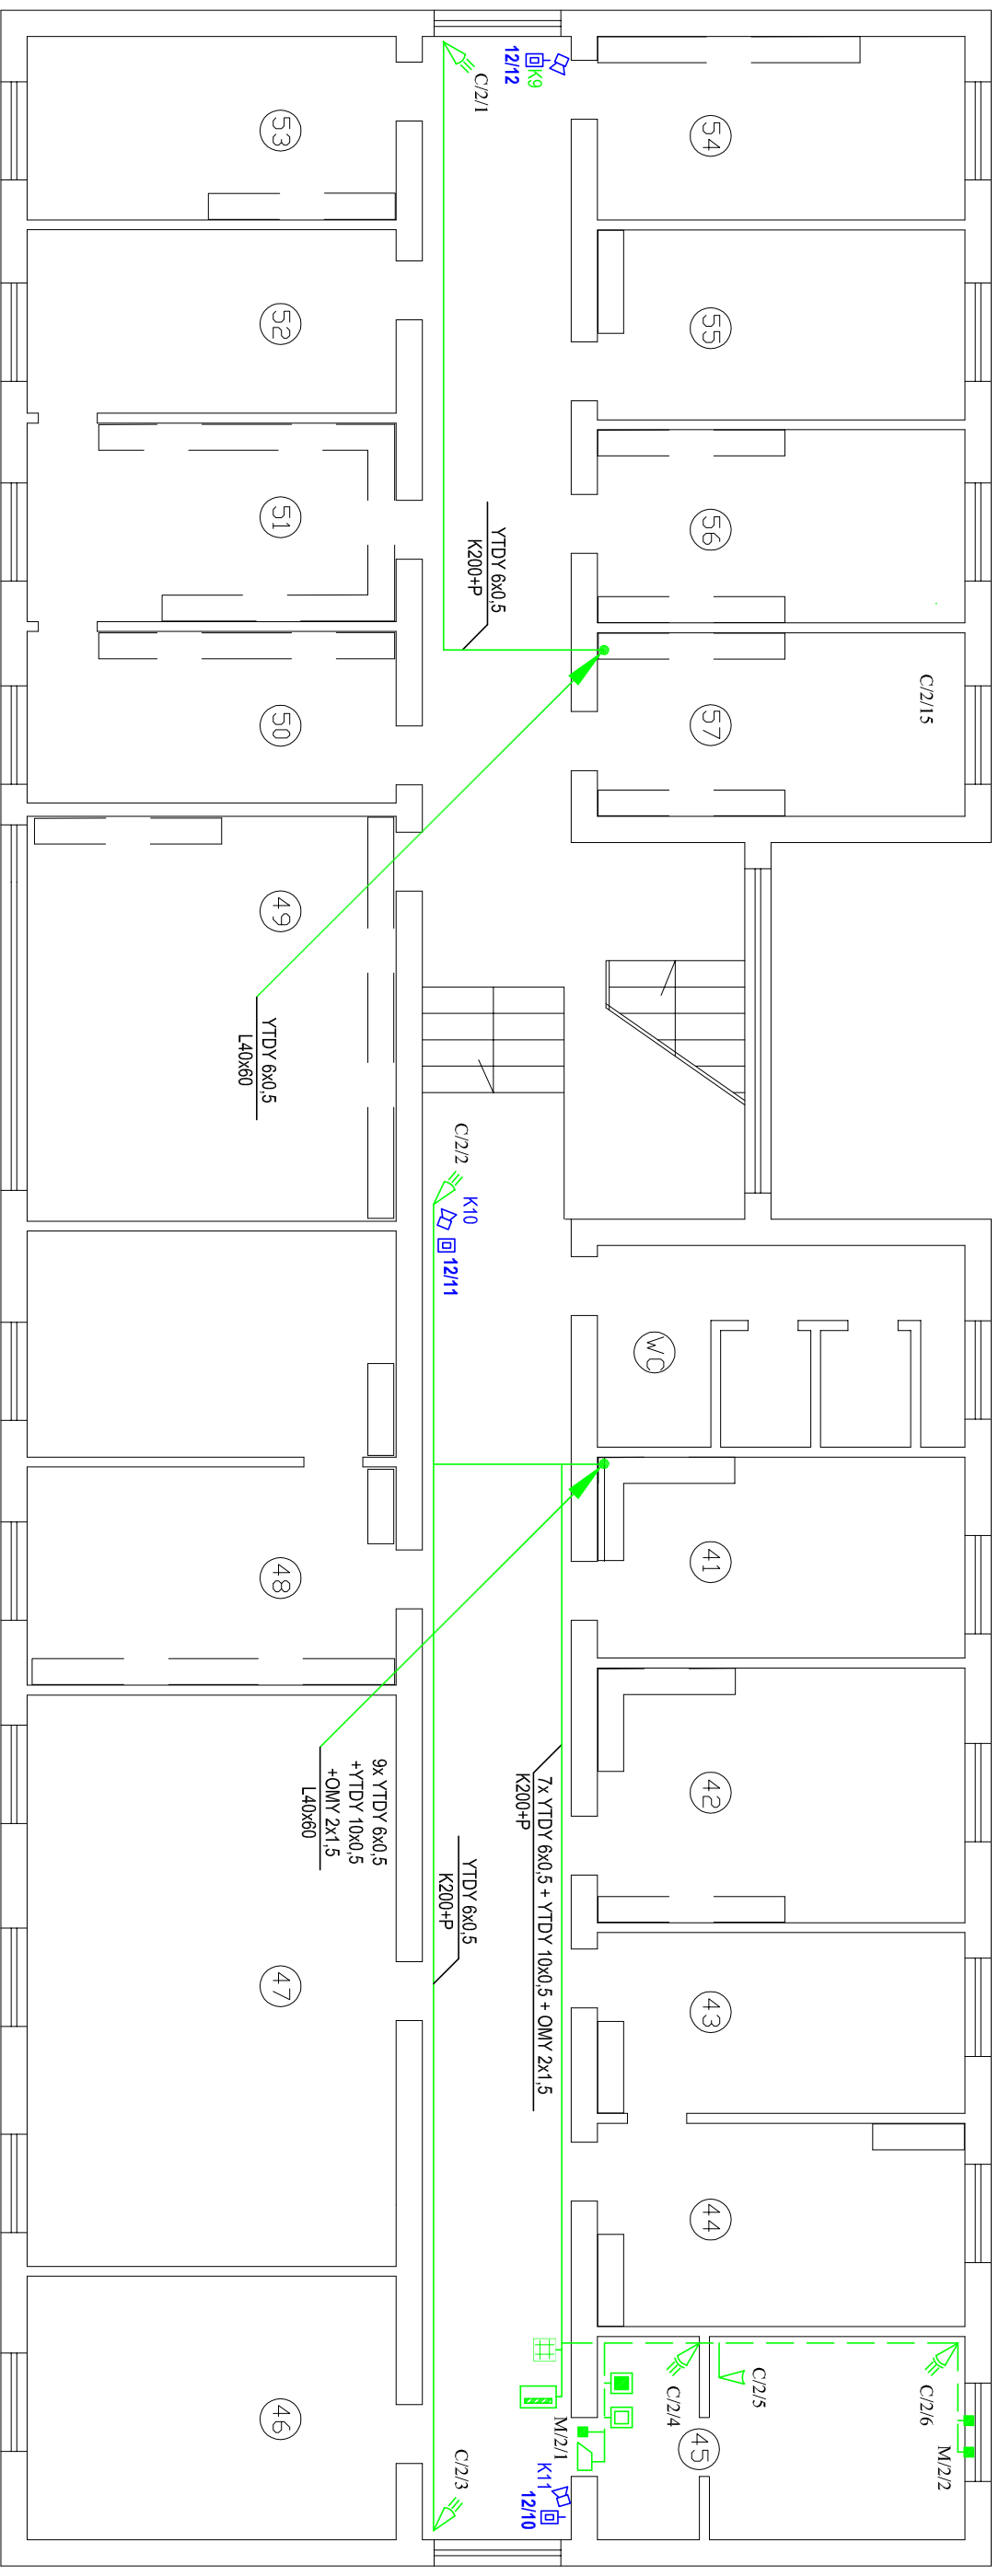 53
54
C/2/1
K9
12/12
52
55
51
56
YTDY 6x0,5
K200+P
50
57
C/2/15
49
YTDY 6x0,5
L40x60
C/2/2
K10
12/11
WC
48
41
9x YTDY 6x0,5
+YTDY 10x0,5
+OMY 2x1,5
L40x60
7x YTDY 6x0,5 + YTDY 10x0,5 + OMY 2x1,5
K200+P
YTDY 6x0,5
K200+P
42
47
43
44
C/2/5
C/2/4
C/2/6
M/2/2
M/2/1
45
46
C/2/3
K11
12/10